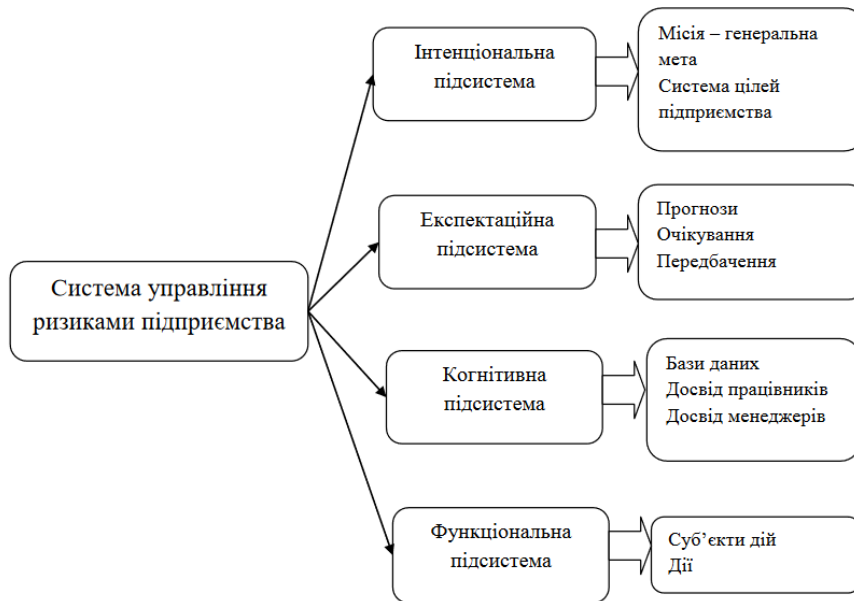 Інтенціональна
підсистема
Місія – генеральна
мета
Система цілей
підприємства
Експектаційна
підсистема
Прогнози
Очікування
Передбачення
Система управління
ризиками підприємства
Когнітивна
підсистема
Бази даних
Досвід працівників
Досвід менеджерів
Функціональна
підсистема
Суб’єкти дій
Дії